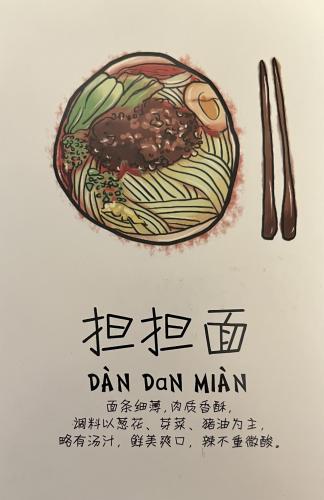 担担面
DÀN DαN MIÀN
面条细薄,肉质香酥,
调料以葱花、芽菜、猪油为主,
略有汤汁,鲜美爽口,辣不重微酸。